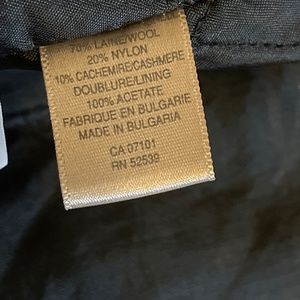 70% LAINE/WOOL
20% NYLON
10% CACHEMIRE/CASHMERE
DOUBLURE/LINING
100% ACETATE
FABRIQUE EN BULGARIE
MADE IN BULGARIA
CA 07101
RN 52539